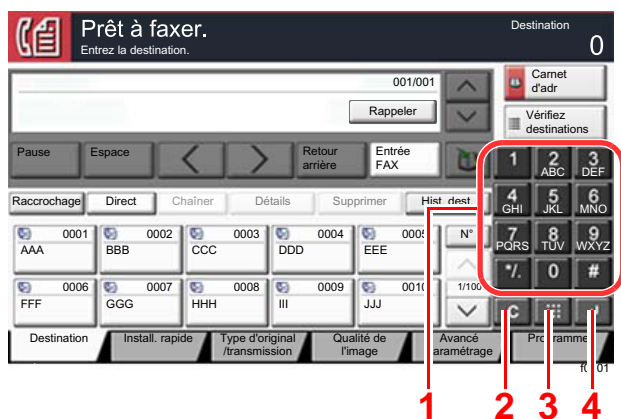 Prêt à faxer.
Entrez la destination.
Destination
0
001/001
Rappeler
Carnet
d'adr
Vérifiez
destinations
Pause
Espace
Retour
arrière
Entrée
FAX
1
2
ABC
3
DEF
Raccrochage
Direct
Chaîner
Détails
Supprimer
Hist. dest.
4
GHI
5
JKL
6
MNO
0001
AAA
0002
BBB
0003
CCC
0004
DDD
0005
EEE
N°
7
PQRS
8
TUV
9
WXYZ
*/.
0
#
0006
FFF
0007
GGG
0008
HHH
0009
III
0010
JJJ
1/100
C
Destination
Install. rapide
Type d'original
/transmission
Qualité de
l'image
Avancé
aramétrage
Programme
1
2
3
4